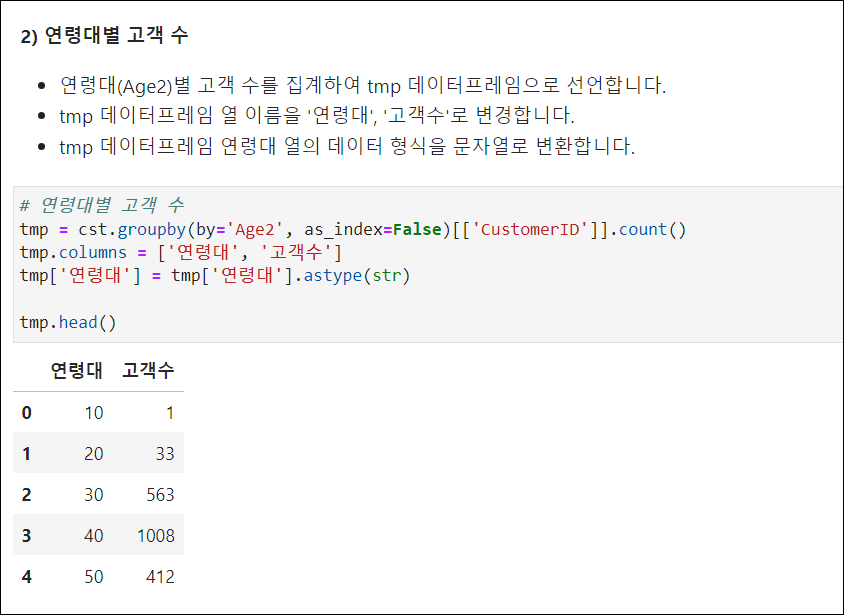 2) 연령대별 고객 수
• 연령대(Age2)별 고객 수를 집계하여 tmp 데이터프레임으로 선언합니다.
• tmp 데이터프레임 열 이름을 '연령대', '고객수'로 변경합니다.
• tmp 데이터프레임 연령대 열의 데이터 형식을 문자열로 변환합니다.
# 연령대별 고객 수
tmp = cst.groupby(by='Age2', as_index=False)[['CustomerID']].count()
tmp.columns = ['연령대', '고객수']
tmp['연령대'] = tmp['연령대'].astype(str)
tmp.head()
연령대 고객수
0 10 1
1 20 33
2 30 563
3 40 1008
4 50 412